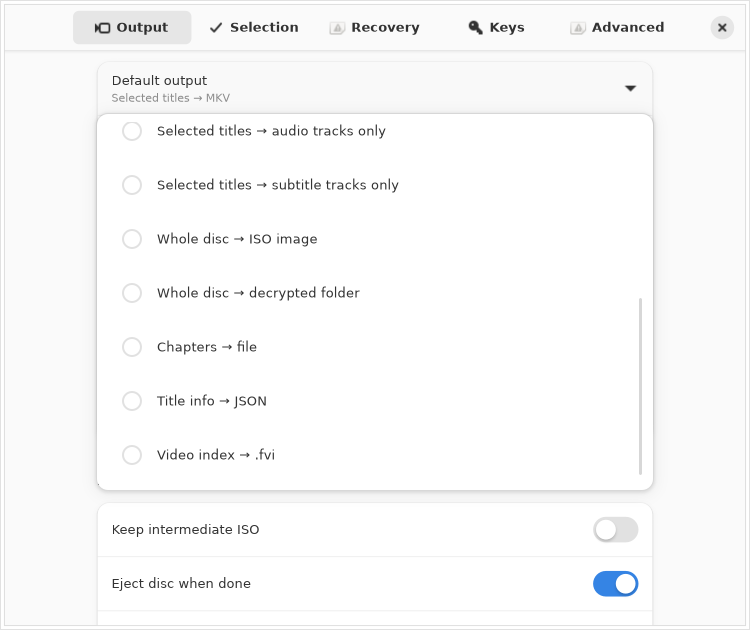 Output
Selection
Recovery
Keys
Advanced
Default output
Selected titles → MKV
Selected titles → audio tracks only
Selected titles → subtitle tracks only
Whole disc → ISO image
Whole disc → decrypted folder
Chapters → file
Title info → JSON
Video index → .fvi
Keep intermediate ISO
Eject disc when done